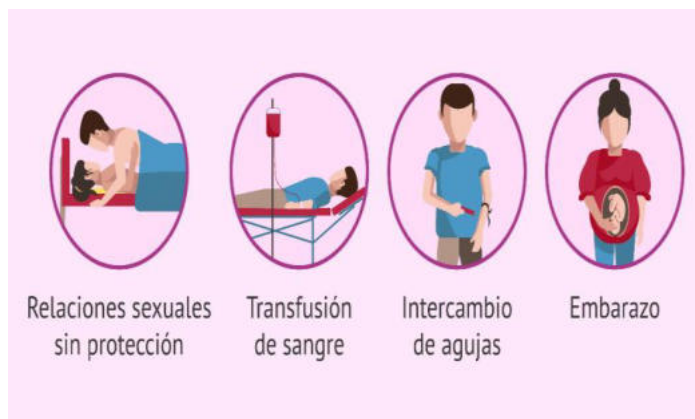 Relaciones sexuales
sin protección
Transfusión
de sangre
Intercambio
de agujas
Embarazo